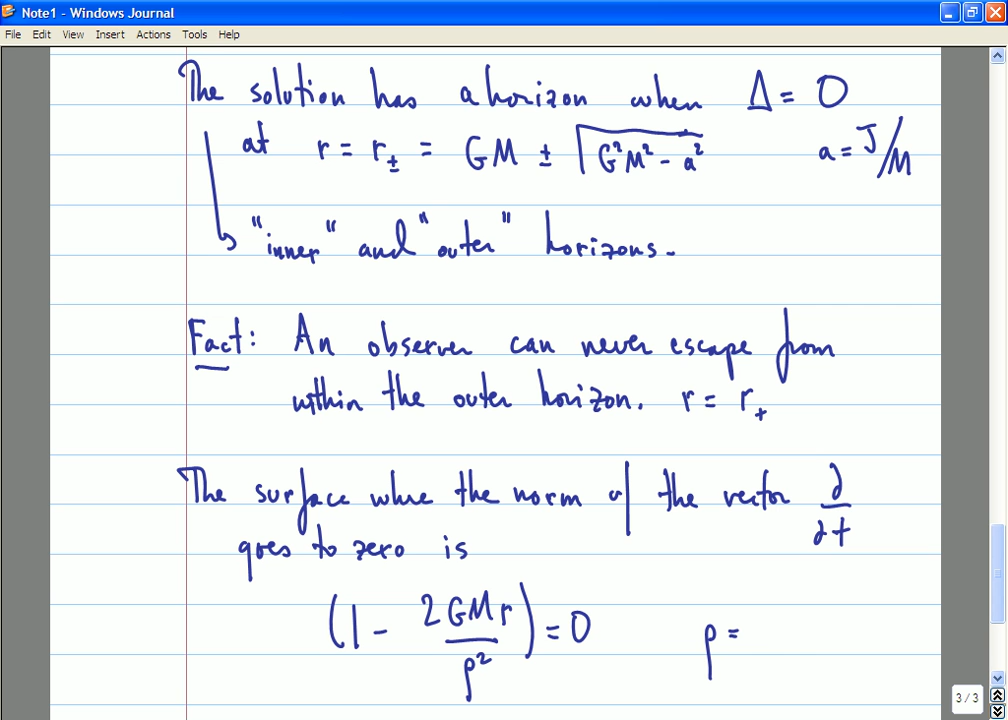 Note1 - Windows Journal
File Edit View Insert Actions Tools Help
The solution has a horizon when Δ = 0
at r = r± = GM ± √(G²M² - a²) a = J/M
"inner" and "outer" horizons.
Fact: An observer can never escape from
within the outer horizon. r = r₊
The surface where the norm of the vector ∂/∂t
goes to zero is
(1 - 2GMr/ρ²) = 0 ρ =
3 / 3